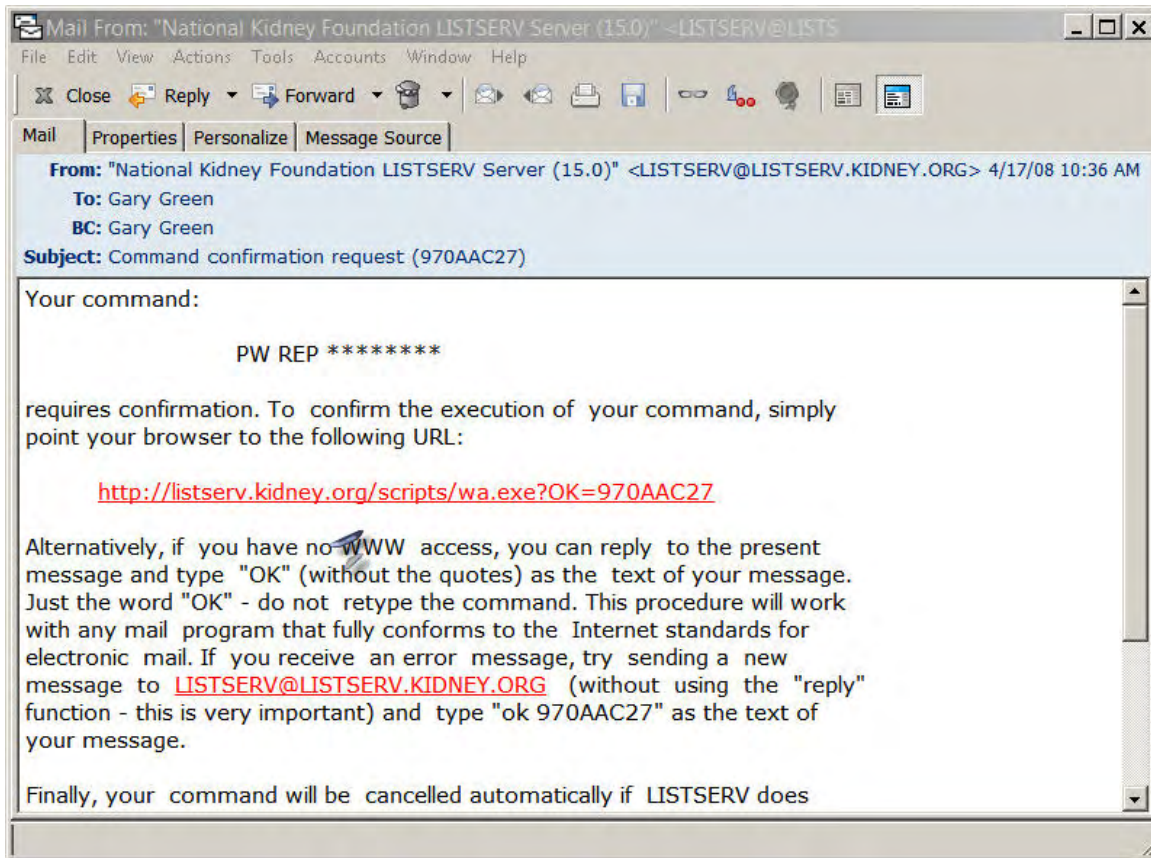 Mail From: "National Kidney Foundation LISTSERV Server (15.0)" <LISTSERV@LISTS
File Edit View Actions Tools Accounts Window Help
Close Reply Forward
Mail Properties Personalize Message Source
From: "National Kidney Foundation LISTSERV Server (15.0)" <LISTSERV@LISTSERV.KIDNEY.ORG> 4/17/08 10:36 AM
To: Gary Green
BC: Gary Green
Subject: Command confirmation request (970AAC27)
Your command:
PW REP ********
requires confirmation. To confirm the execution of your command, simply
point your browser to the following URL:
http://listserv.kidney.org/scripts/wa.exe?OK=970AAC27
Alternatively, if you have no WWW access, you can reply to the present
message and type "OK" (without the quotes) as the text of your message.
Just the word "OK" - do not retype the command. This procedure will work
with any mail program that fully conforms to the Internet standards for
electronic mail. If you receive an error message, try sending a new
message to LISTSERV@LISTSERV.KIDNEY.ORG (without using the "reply"
function - this is very important) and type "ok 970AAC27" as the text of
your message.
Finally, your command will be cancelled automatically if LISTSERV does